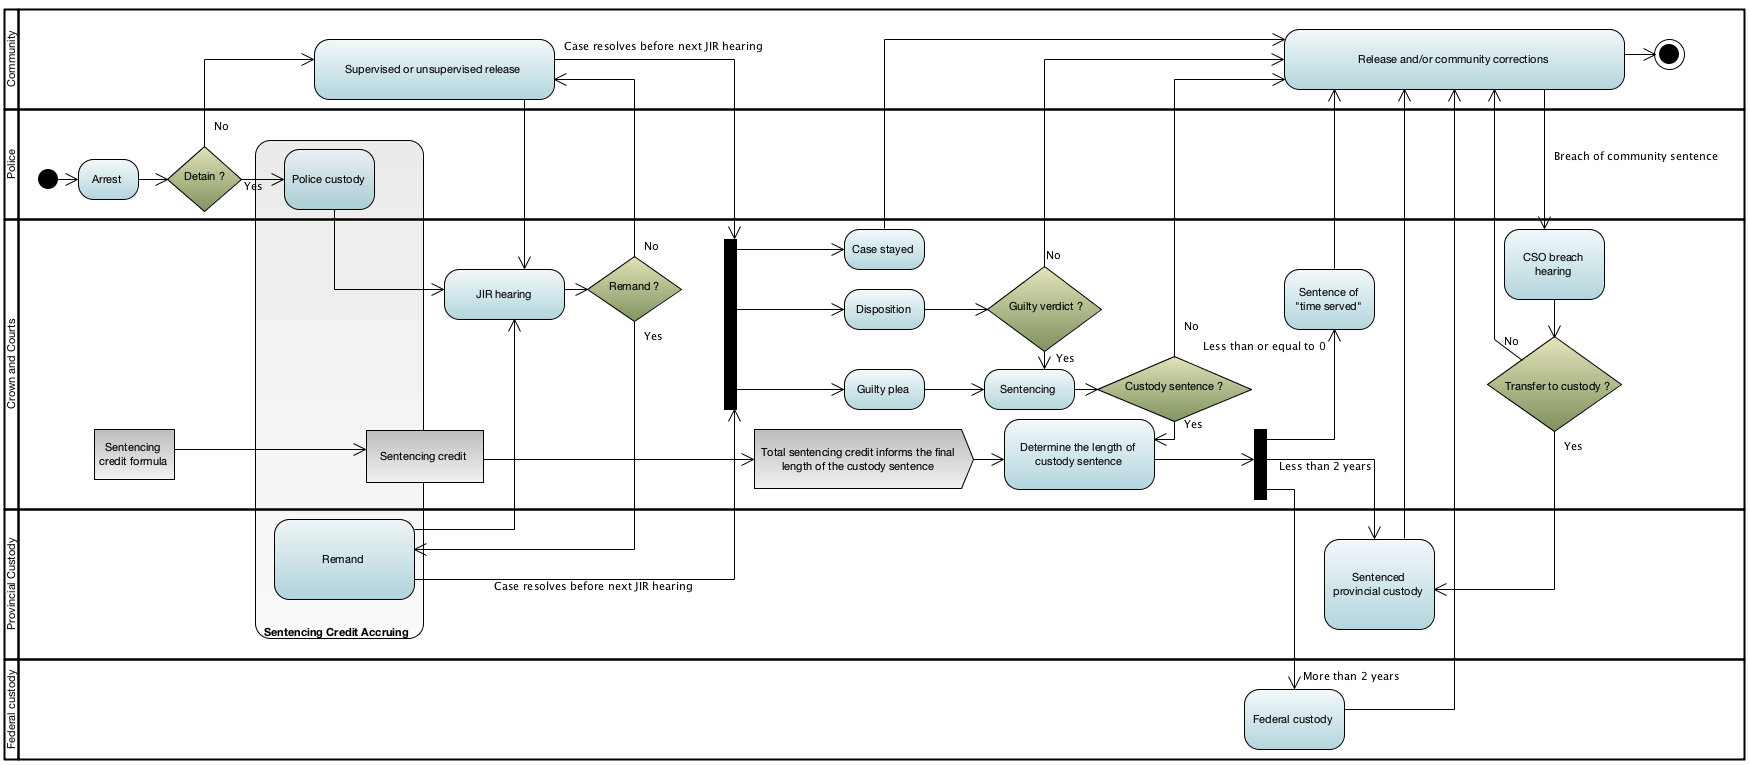 Community
Case resolves before next JIR hearing
Supervised or unsupervised release
Release and/or community corrections
Police
No
Arrest
Detain ?
Yes
Police custody
Breach of community sentence
Crown and Courts
No
JIR hearing
Remand ?
Yes
Case stayed
Disposition
Guilty plea
No
Guilty verdict ?
Yes
Sentencing
No
Custody sentence ?
Yes
Sentence of
"time served"
Less than or equal to 0
CSO breach
hearing
No
Transfer to custody ?
Yes
Sentencing
credit formula
Sentencing credit
Total sentencing credit informs the final
length of the custody sentence
Determine the length of
custody sentence
Less than 2 years
Provincial Custody
Remand
Case resolves before next JIR hearing
Sentencing Credit Accruing
Sentenced
provincial custody
Federal custody
More than 2 years
Federal custody